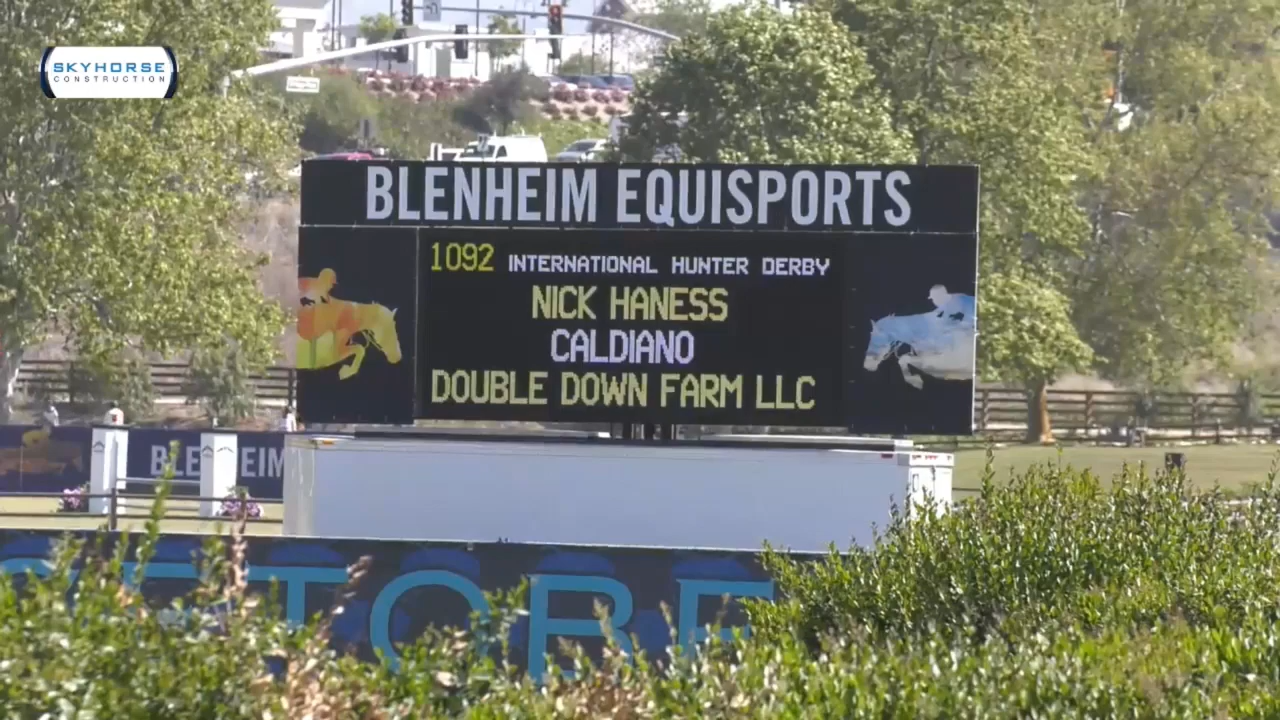 SKYHORSE
CONSTRUCTION
BLENHEIM EQUISPORTS
1092 INTERNATIONAL HUNTER DERBY
NICK HANESS
CALDIANO
DOUBLE DOWN FARM LLC